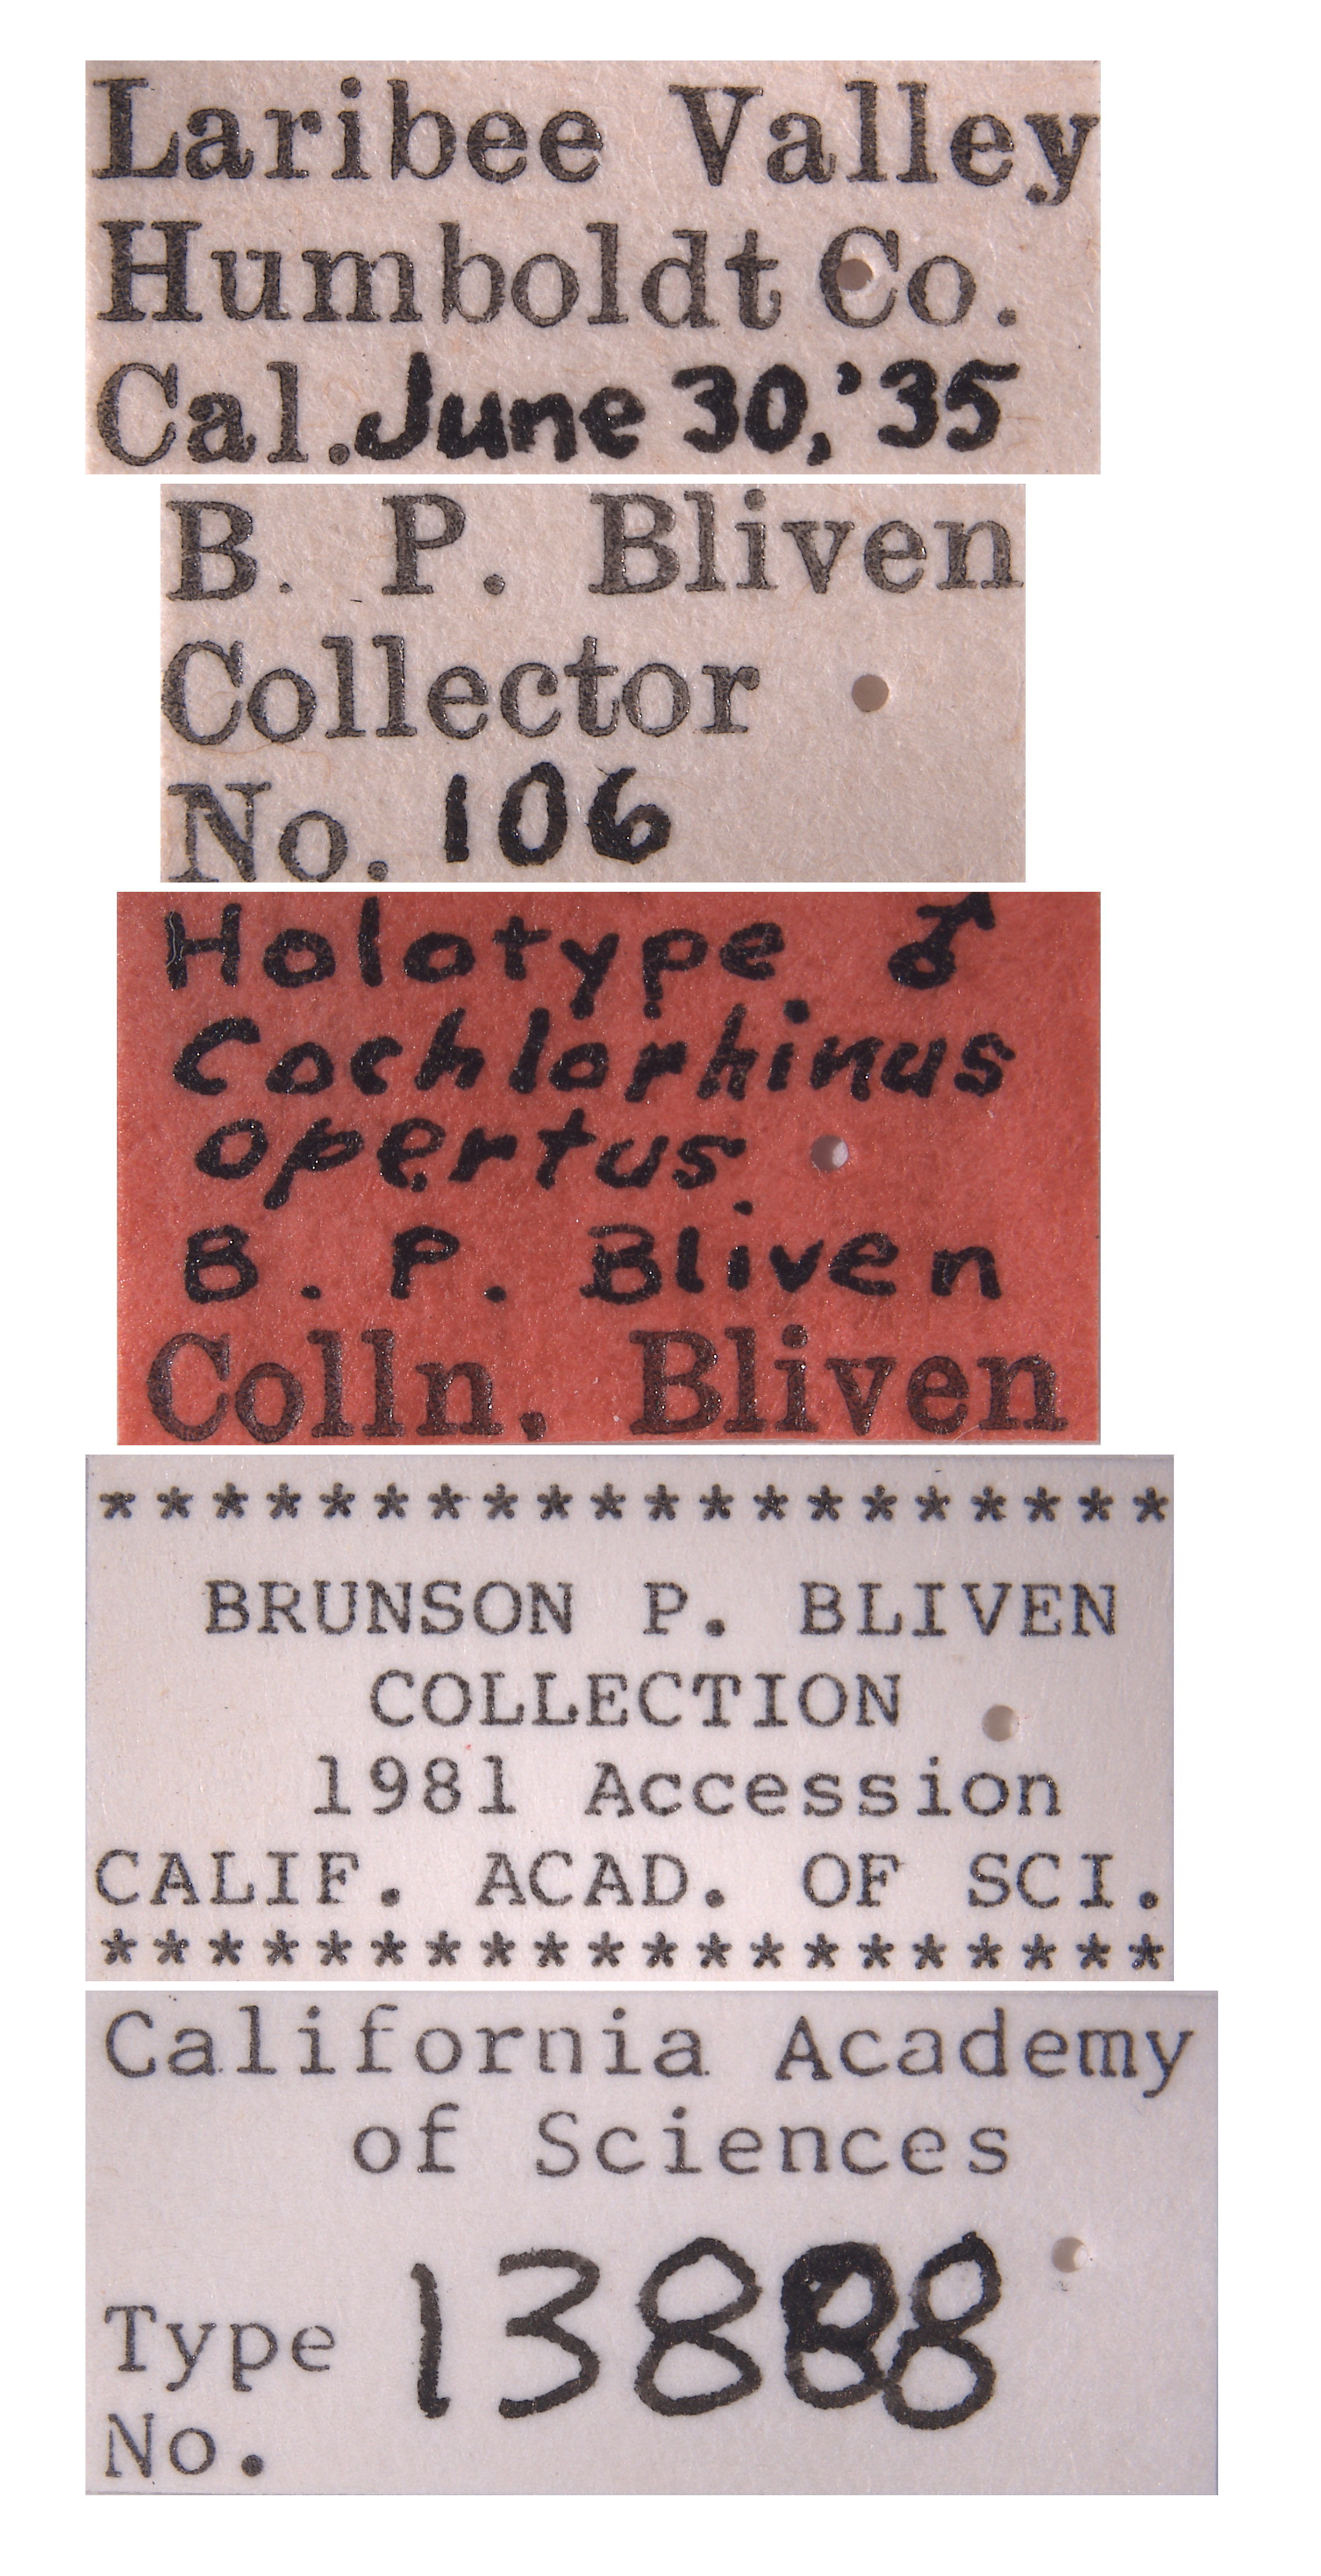 Laribee Valley
Humboldt Co.
Cal. June 30, '35
B. P. Bliven
Collector
No. 106
Holotype ♂
Cochlorhinus
opertus
B. P. Bliven
Colln. Bliven
********************
BRUNSON P. BLIVEN
COLLECTION
1981 Accession
CALIF. ACAD. OF SCI.
********************
California Academy
of Sciences
Type 13888
No.